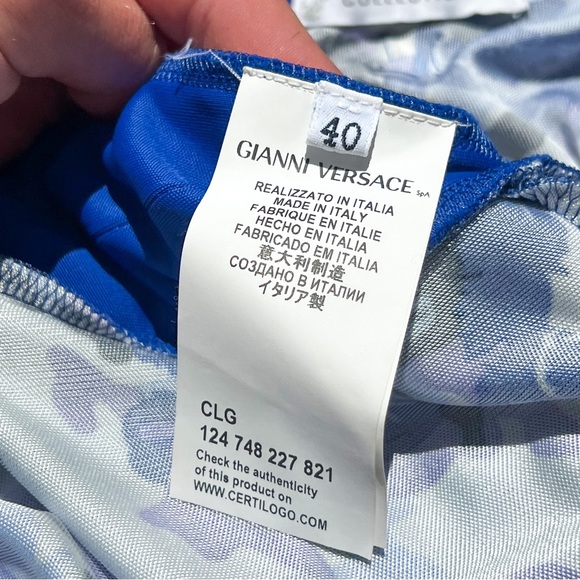 40
GIANNI VERSACE SpA
REALIZZATO IN ITALIA
MADE IN ITALY
FABRIQUE EN ITALIE
HECHO EN ITALIA
FABRICADO EM ITALIA
意大利制造
СОЗДАНО В ИТАЛИИ
イタリア製
CLG
124 748 227 821
Check the authenticity
of this product on
WWW.CERTILOGO.COM